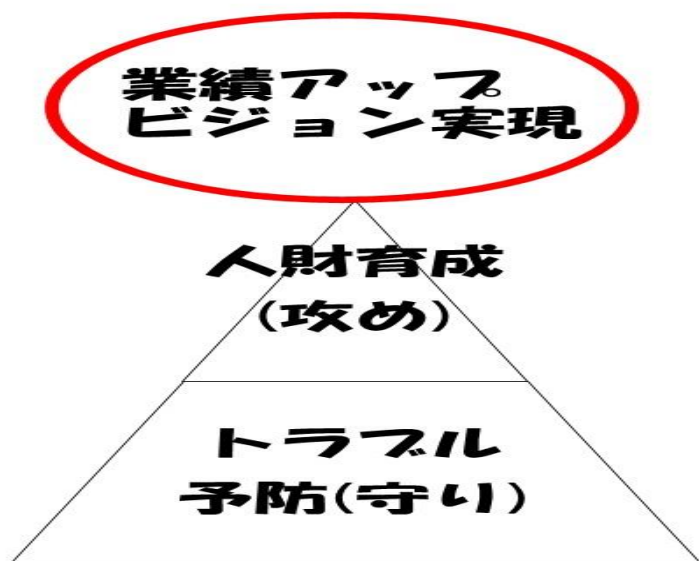 業績アップ
ビジョン実現
人財育成
(攻め)
トラブル
予防(守り)